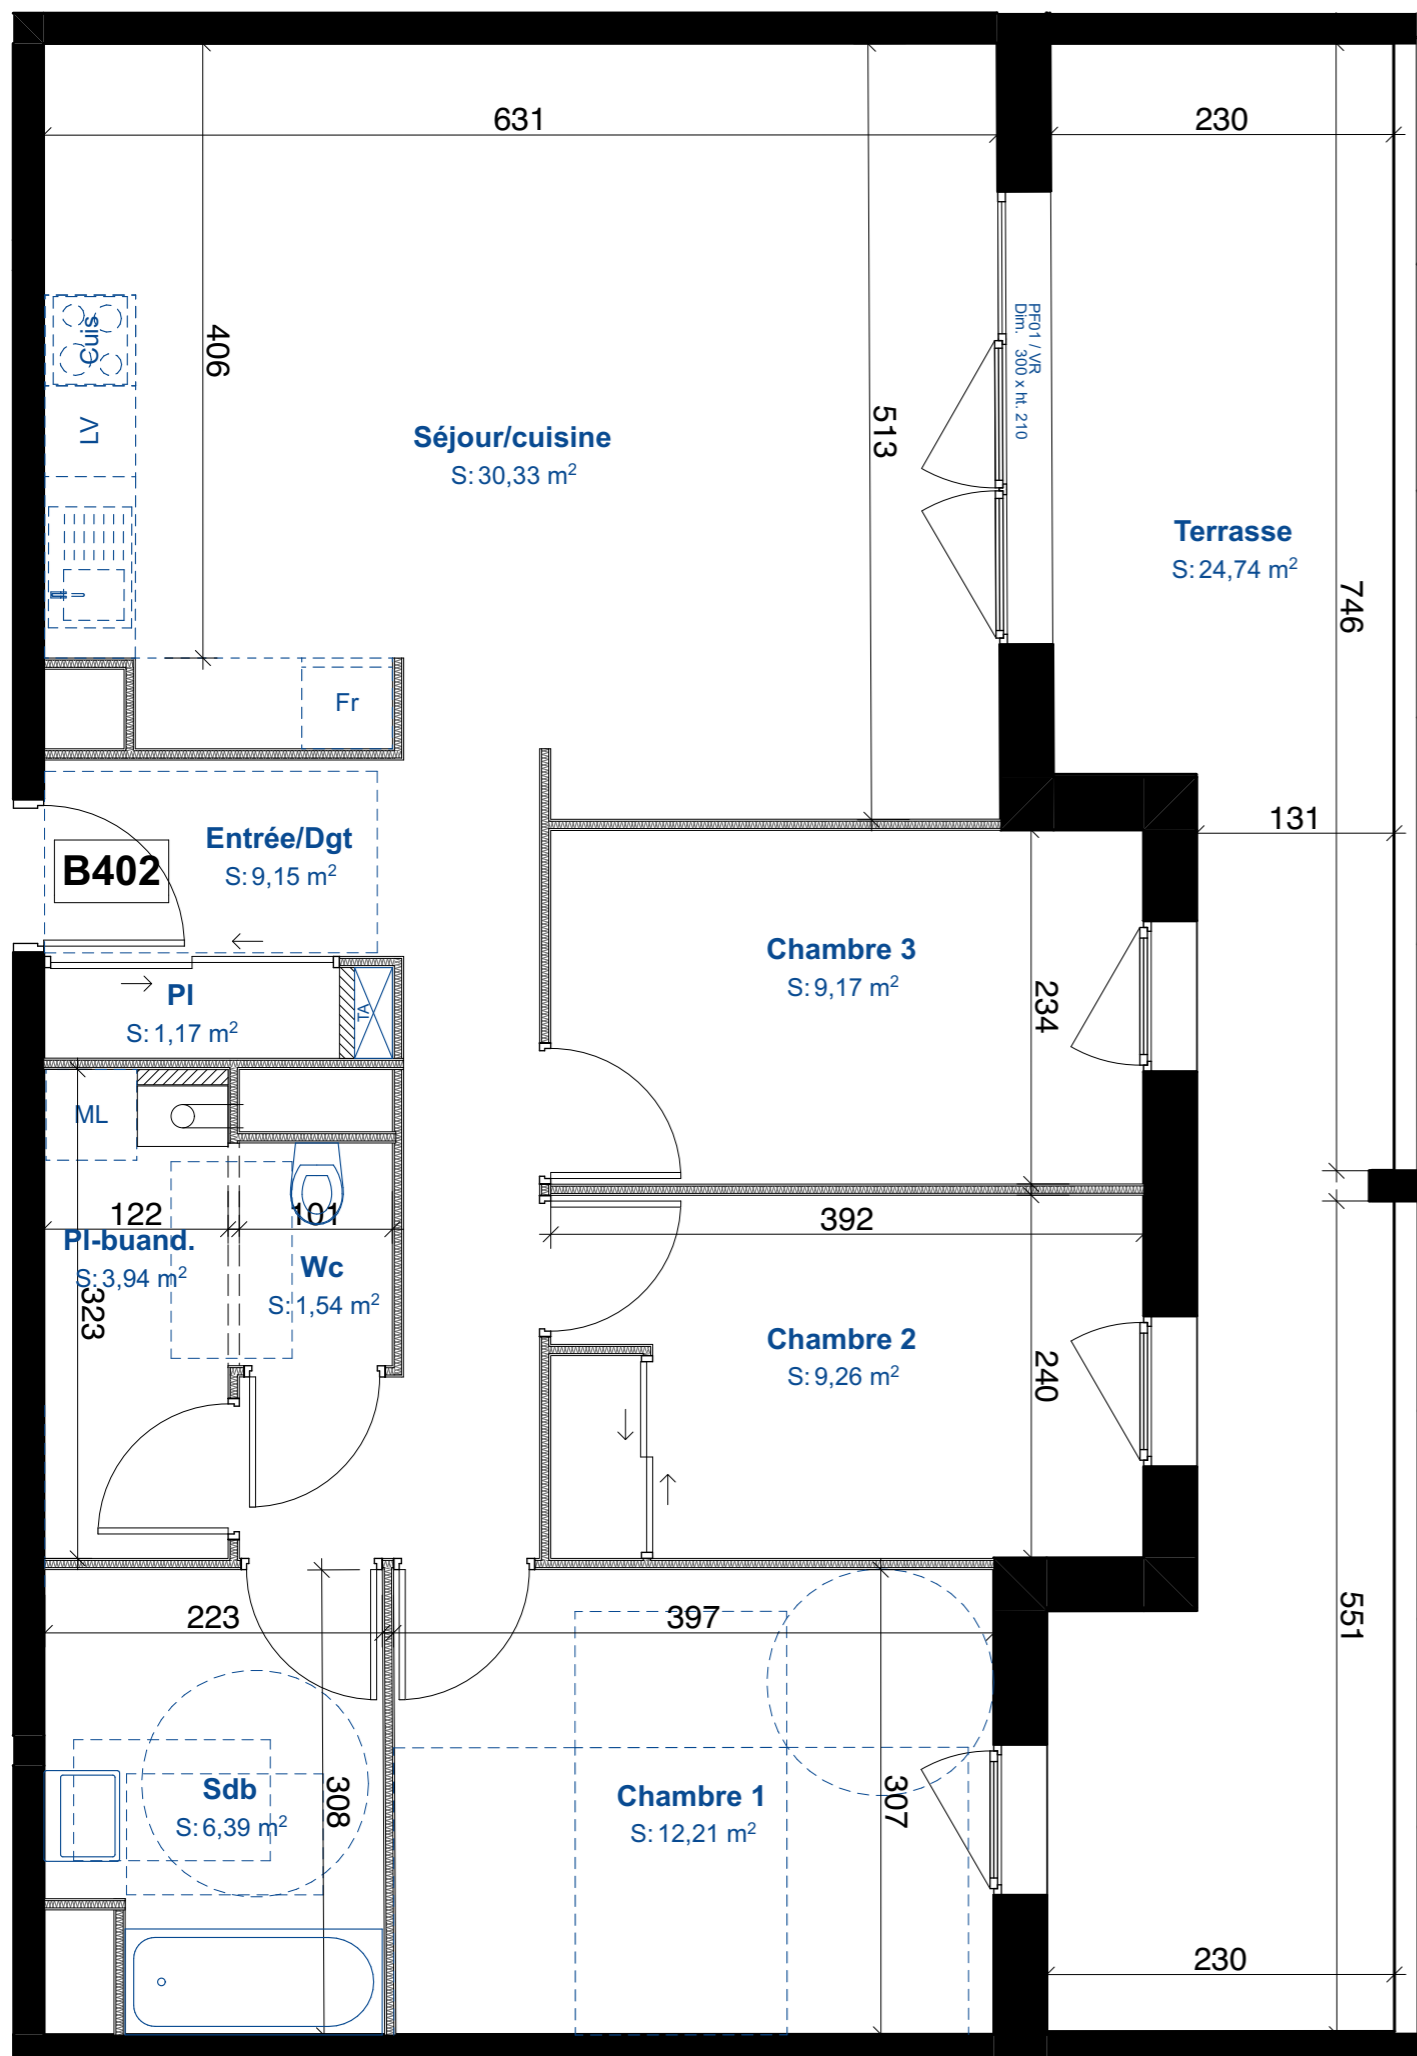 631
230
406
513
Cuis
LV
PF01 / VR
Dim. 300 x ht. 210
Séjour/cuisine
S: 30,33 m²
Terrasse
S: 24,74 m²
746
Fr
131
Entrée/Dgt
S: 9,15 m²
B402
Chambre 3
S: 9,17 m²
234
Pl
S: 1,17 m²
TA
ML
122
101
392
Pl-buand.
S: 3,94 m²
323
Wc
S: 1,54 m²
Chambre 2
S: 9,26 m²
240
223
397
551
Sdb
S: 6,39 m²
308
Chambre 1
S: 12,21 m²
307
230